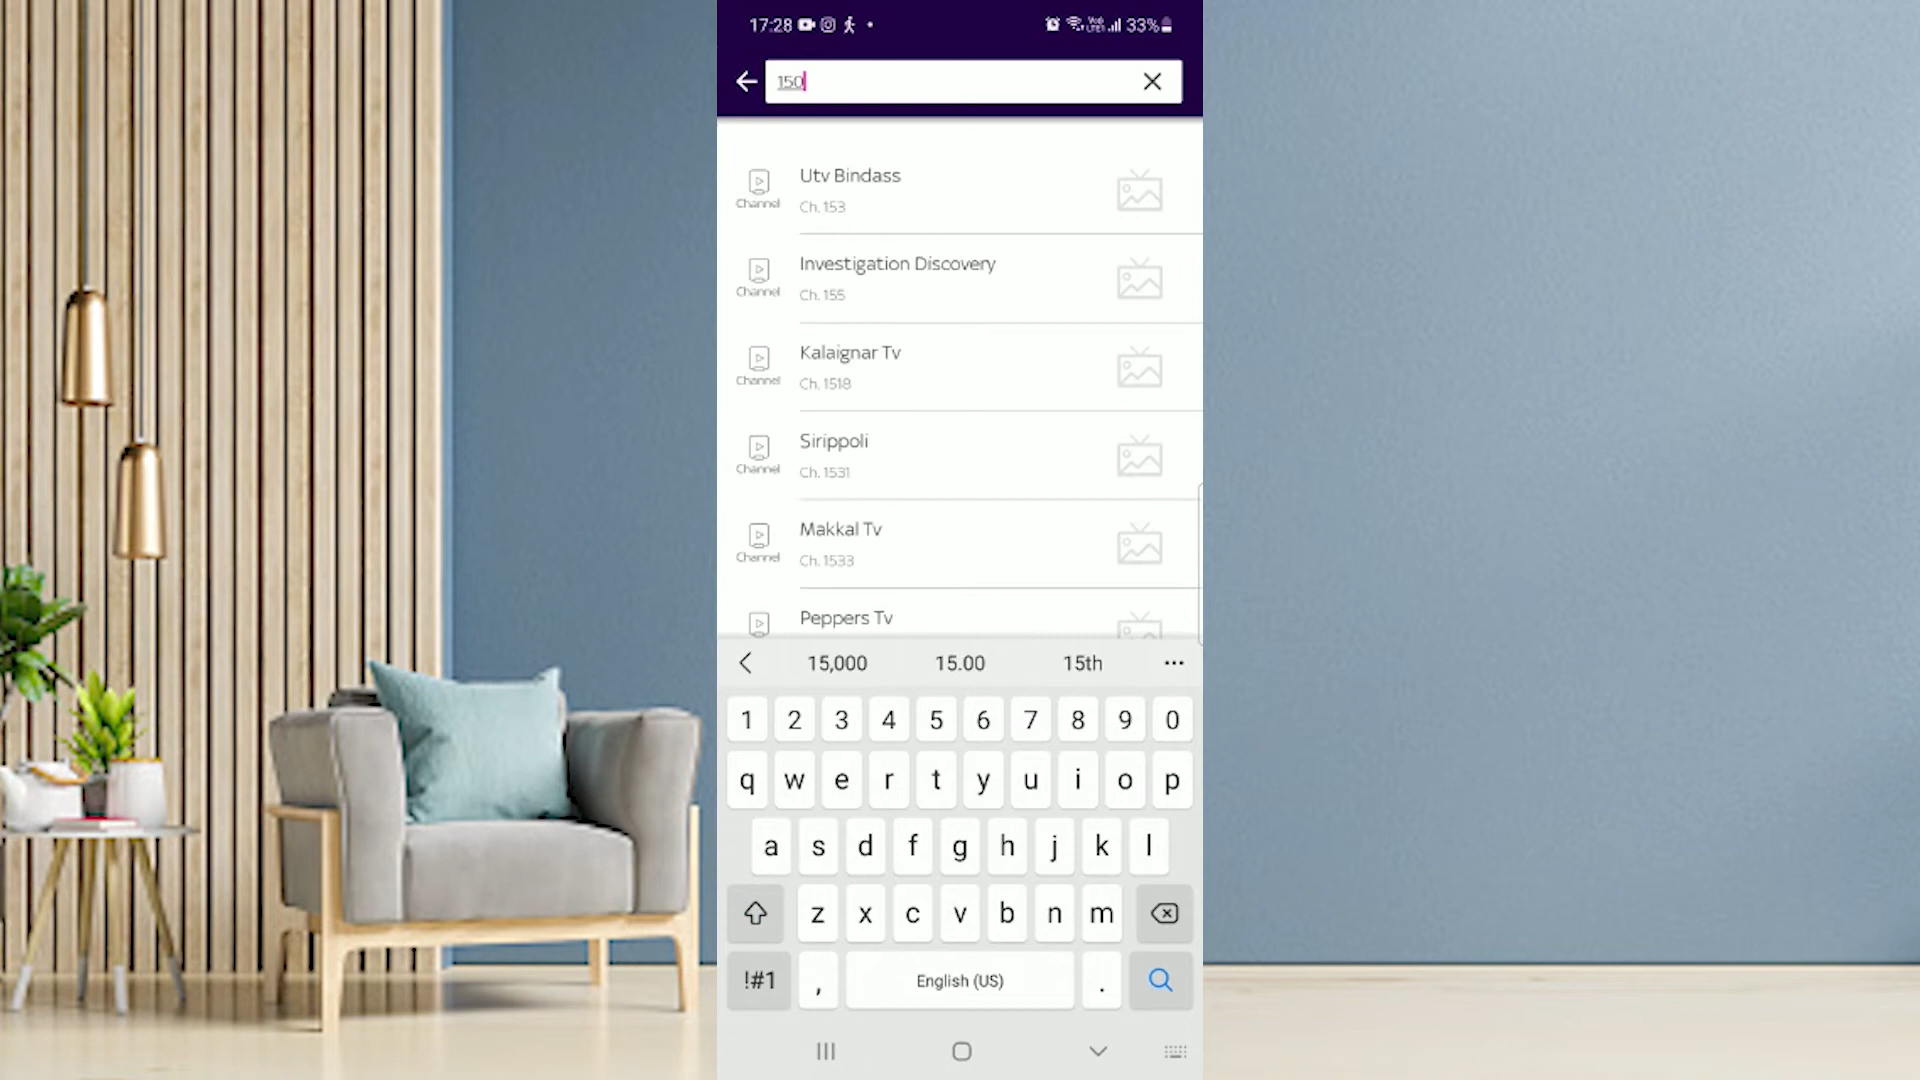 17:28 33%
150
Utv Bindass
Channel
Ch. 153
Investigation Discovery
Channel
Ch. 155
Kalaignar Tv
Channel
Ch. 1518
Sirippoli
Channel
Ch. 1531
Makkal Tv
Channel
Ch. 1533
Peppers Tv
15,000 15.00 15th
1 2 3 4 5 6 7 8 9 0
q w e r t y u i o p
a s d f g h j k l
z x c v b n m
!#1 , English (US) .